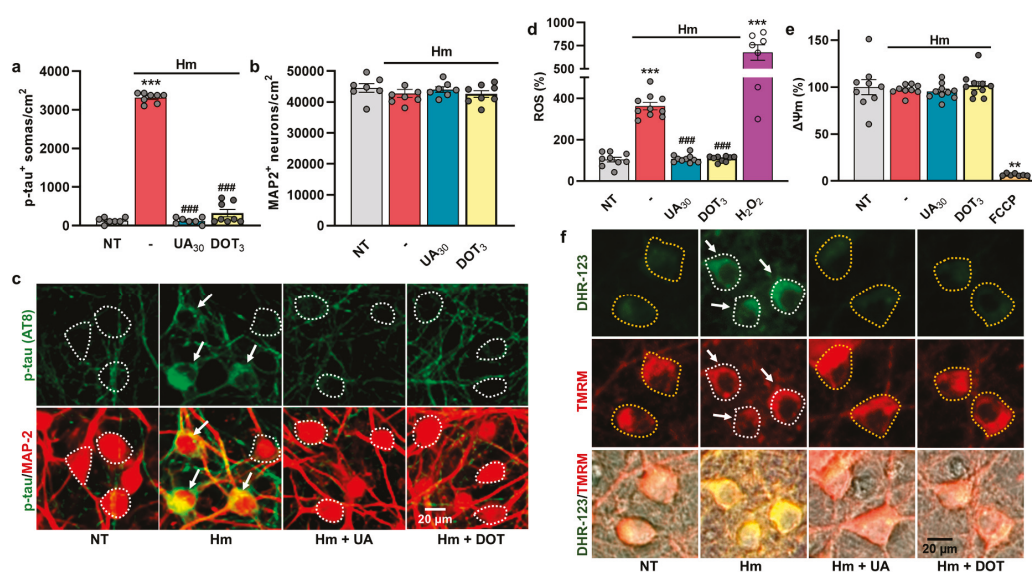 a
Hm
p-tau+ somas/cm2
4000
3000
2000
1000
0
***
###
###
NT
-
UA30
DOT3
b
Hm
MAP2+ neurons/cm2
50000
40000
30000
20000
10000
0
NT
-
UA30
DOT3
c
p-tau (AT8)
p-tau/MAP-2
20 µm
NT
Hm
Hm + UA
Hm + DOT
d
Hm
ROS (%)
1000
750
500
250
400
200
0
***
###
###
***
NT
-
UA30
DOT3
H2O2
e
Hm
ΔΨm (%)
150
100
50
0
**
NT
-
UA30
DOT3
FCCP
f
DHR-123
TMRM
DHR-123/TMRM
20 µm
NT
Hm
Hm + UA
Hm + DOT